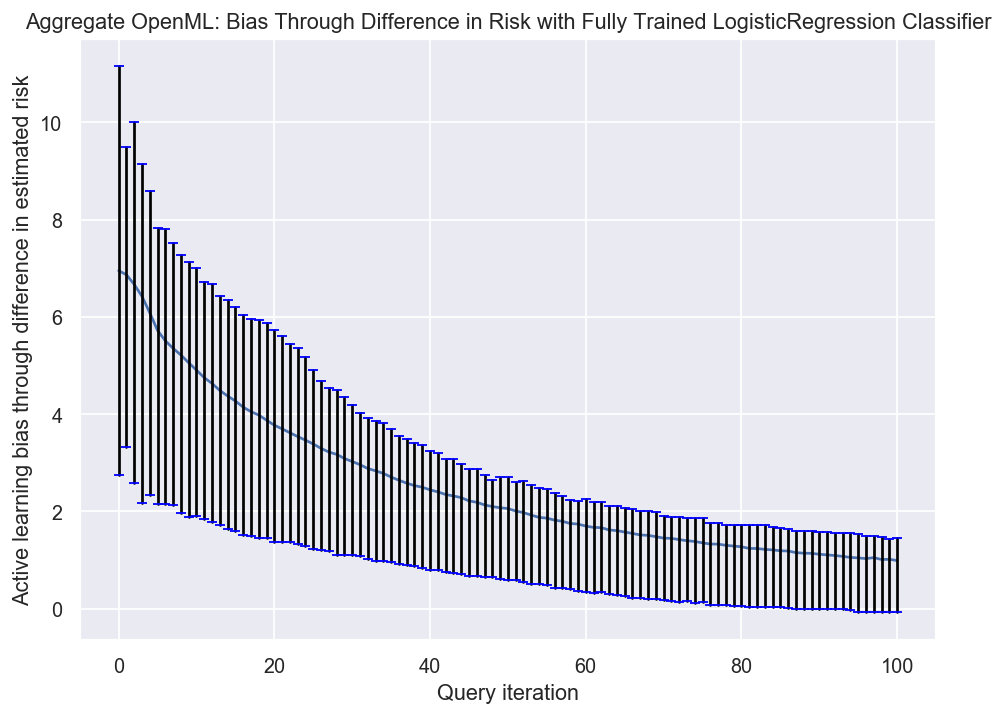 Aggregate OpenML: Bias Through Difference in Risk with Fully Trained LogisticRegression Classifier
Active learning bias through difference in estimated risk
10
8
6
4
2
0
0 20 40 60 80 100
Query iteration